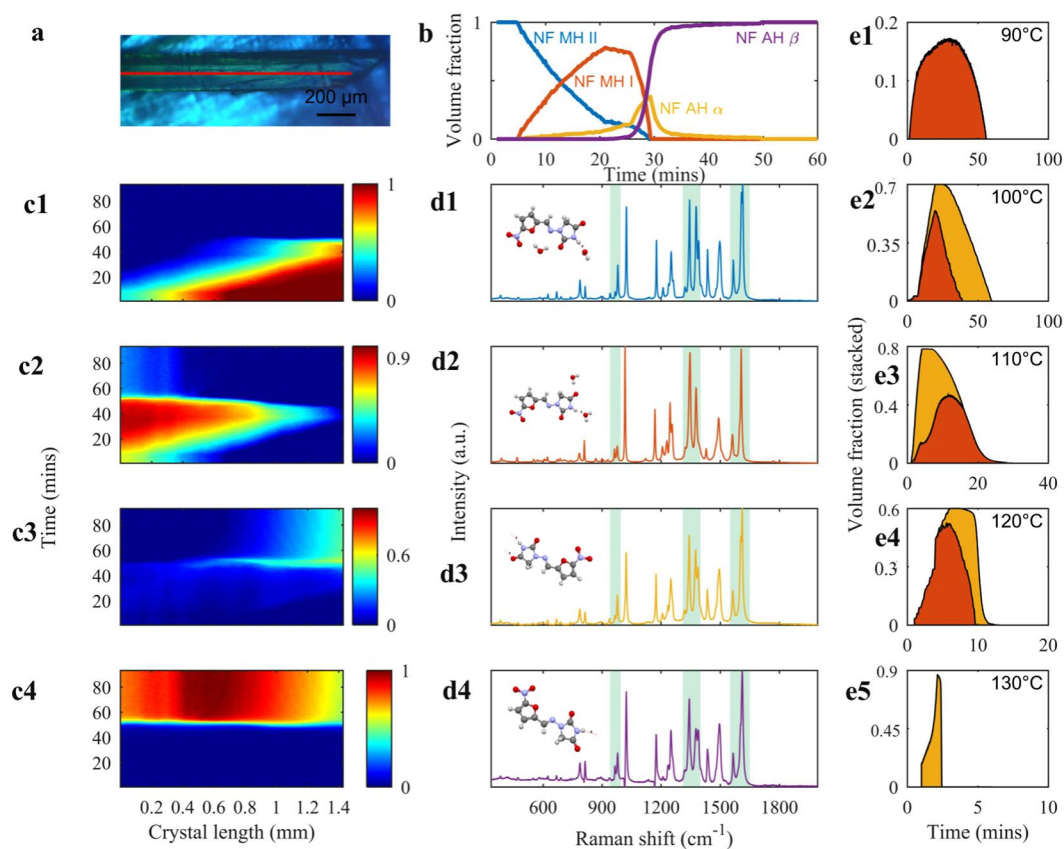 a
200 µm
b
Volume fraction
1
0
NF MH II
NF MH I
NF AH α
NF AH β
1 10 20 30 40 50 60
Time (mins)
e1
90°C
0.2
0.1
0
0 50 100
c1
80
60
40
20
1
0
d1
e2
100°C
0.7
0.35
0
0 50 100
c2
80
60
40
20
0.9
0
d2
e3
110°C
0.8
0.4
0
0 20 40
Time (mins)
Intensity (a.u.)
Volume fraction (stacked)
c3
80
60
40
20
0.6
0
d3
e4
120°C
0.6
0.3
0
0 10 20
c4
80
60
40
20
1
0
0.2 0.4 0.6 0.8 1 1.2 1.4
Crystal length (mm)
d4
600 900 1200 1500 1800
Raman shift (cm⁻¹)
e5
130°C
0.9
0.45
0
0 5 10
Time (mins)